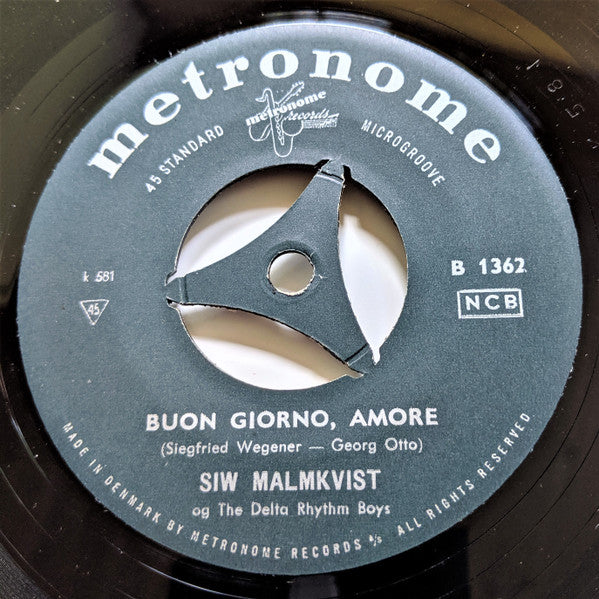 metronome
metronome
records
45 STANDARD
MICROGROOVE
581
k 581
45
B 1362
NCB
BUON GIORNO, AMORE
(Siegfried Wegener — Georg Otto)
SIW MALMKVIST
og The Delta Rhythm Boys
MADE IN DENMARK BY METRONOME RECORDS A/S ALL RIGHTS RESERVED